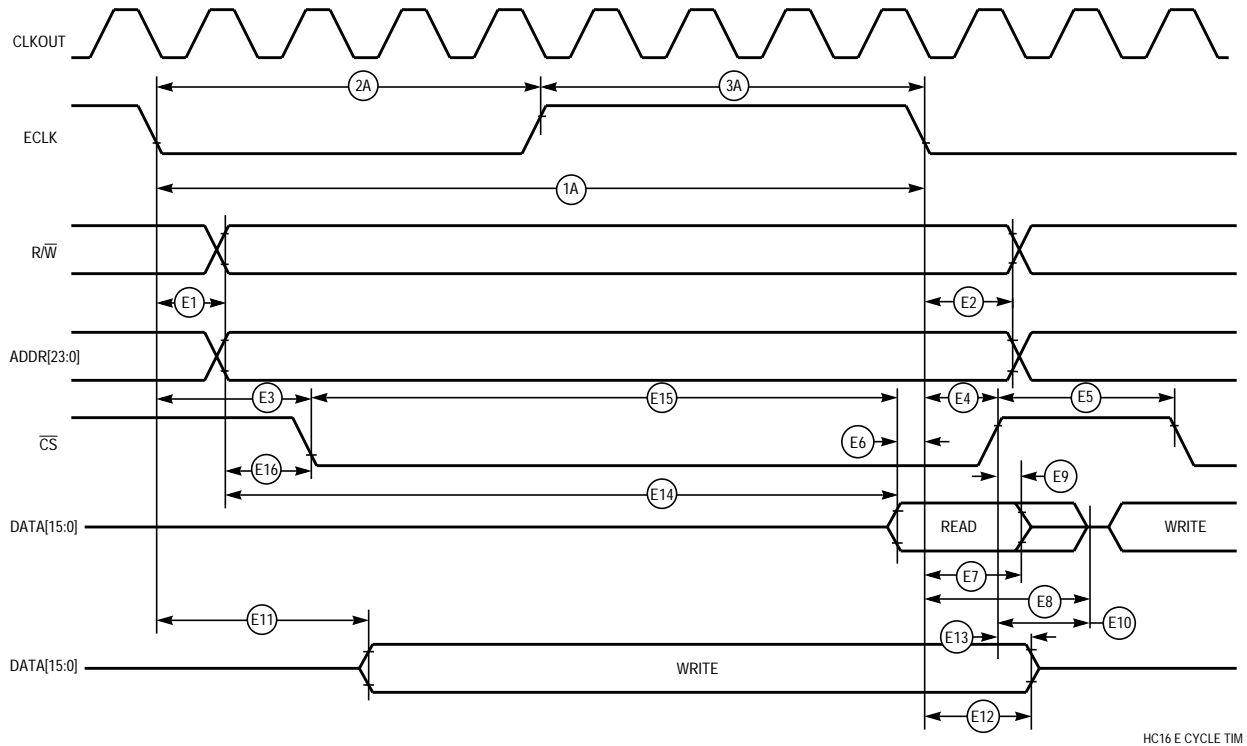 CLKOUT
2A
3A
ECLK
1A
R/W̅
E1
E2
ADDR[23:0]
E3
E15
E4
E5
C̅S̅
E6
E16
E9
E14
DATA[15:0]
READ
WRITE
E7
E8
E11
E10
E13
DATA[15:0]
WRITE
E12
HC16 E CYCLE TIM